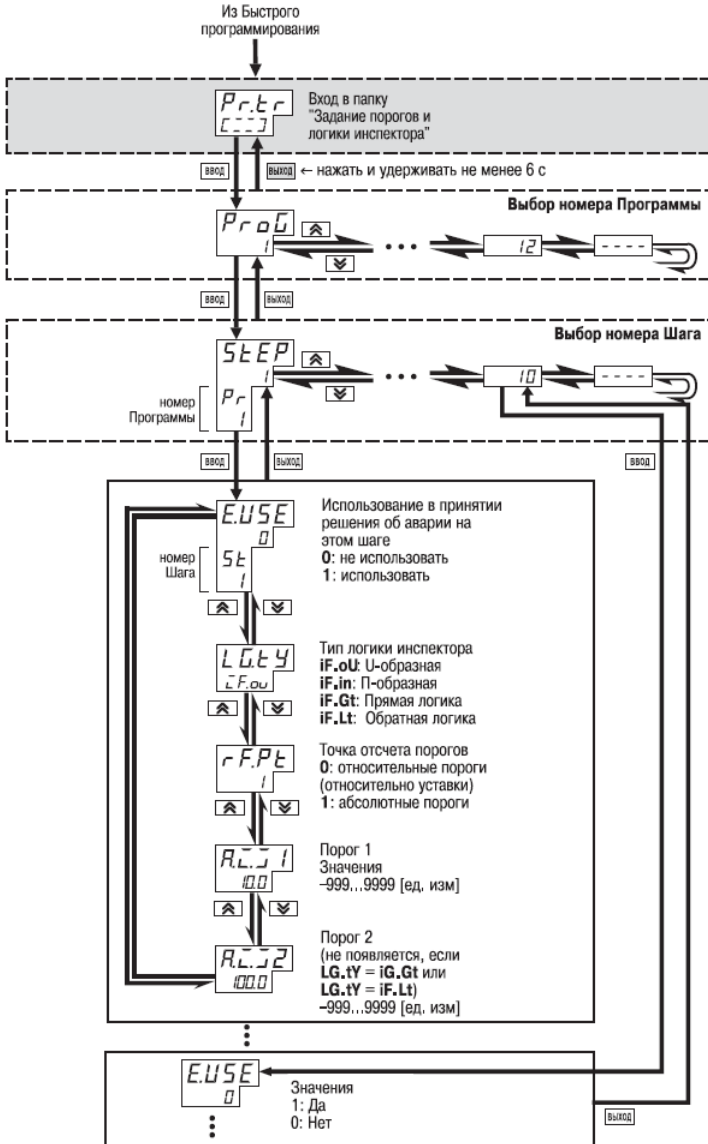 Из Быстрого
программирования
Pr.tr
[---]
Вход в папку
"Задание порогов и
логики инспектора"
ввод
выход
← нажать и удерживать не менее 6 с
Выбор номера Программы
ProG
1
• • •
12
- - - -
ввод
выход
Выбор номера Шага
StEP
1
• • •
10
- - - -
номер
Программы
Pr
1
ввод
выход
ввод
E.USE
0
номер
Шага
St
1
Использование в принятии
решения об аварии на
этом шаге
0: не использовать
1: использовать
LG.tY
iF.ou
Тип логики инспектора
iF.oU: U-образная
iF.in: П-образная
iF.Gt: Прямая логика
iF.Lt: Обратная логика
rF.Pt
1
Точка отсчета порогов
0: относительные пороги
(относительно уставки)
1: абсолютные пороги
10.0
Порог 1
Значения
–999...9999 [ед. изм]
100.0
Порог 2
(не появляется, если
LG.tY = iG.Gt или
LG.tY = iF.Lt)
–999...9999 [ед. изм]
E.USE
0
Значения
1: Да
0: Нет
выход